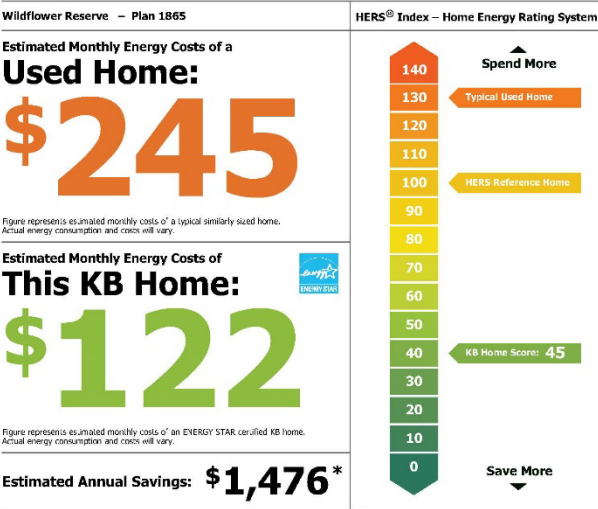 Wildflower Reserve – Plan 1865
Estimated Monthly Energy Costs of a
Used Home:
$245
Figure represents estimated monthly costs of a typical similarly sized home.
Actual energy consumption and costs will vary.
Estimated Monthly Energy Costs of
This KB Home:
energy
ENERGY STAR
$122
Figure represents estimated monthly costs of an ENERGY STAR certified KB home.
Actual energy consumption and costs will vary.
Estimated Annual Savings: $1,476*
HERS® Index – Home Energy Rating System
Spend More
140
130
Typical Used Home
120
110
100
HERS Reference Home
90
80
70
60
50
40
KB Home Score: 45
30
20
10
0
Save More